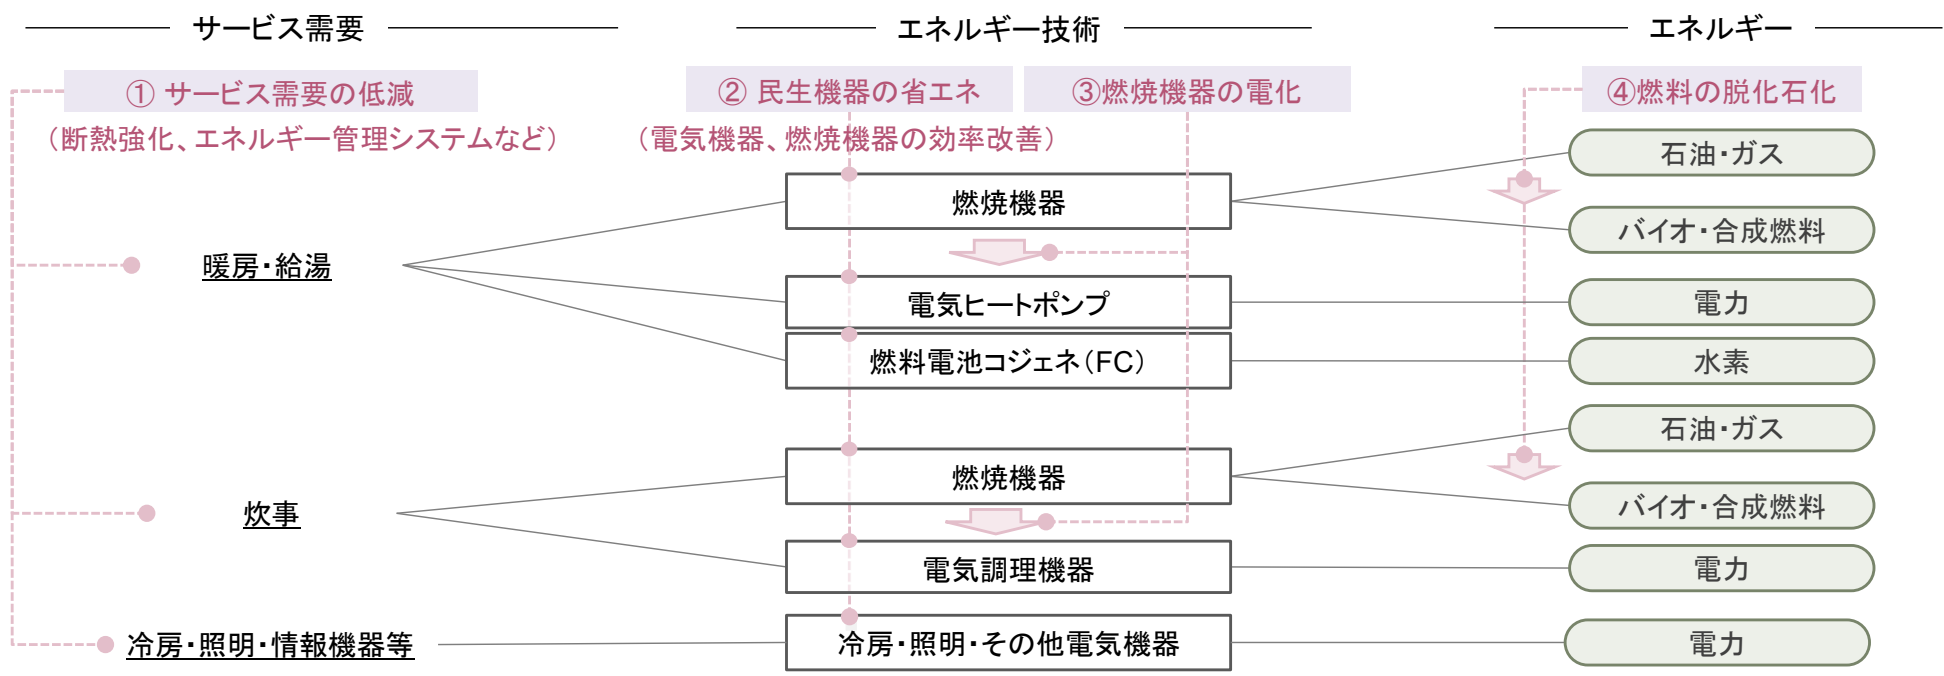 サービス需要
エネルギー技術
エネルギー
① サービス需要の低減
② 民生機器の省エネ
③燃焼機器の電化
④燃料の脱化石化
（断熱強化、エネルギー管理システムなど）
（電気機器、燃焼機器の効率改善）
石油・ガス
燃焼機器
バイオ・合成燃料
暖房・給湯
電気ヒートポンプ
電力
燃料電池コジェネ（FC）
水素
石油・ガス
燃焼機器
バイオ・合成燃料
炊事
電気調理機器
電力
冷房・照明・情報機器等
冷房・照明・その他電気機器
電力